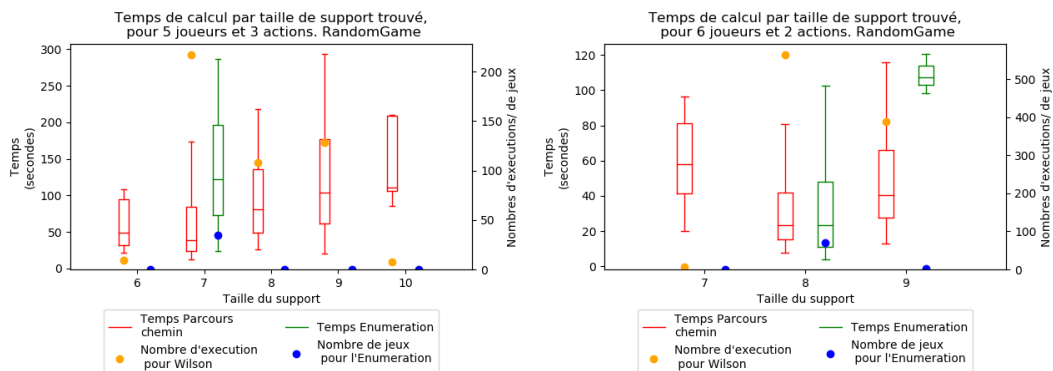 Temps de calcul par taille de support trouvé,
pour 5 joueurs et 3 actions. RandomGame
300
250
200
150
100
50
0
Temps
(secondes)
200
150
100
50
0
Nombres d'executions/ de jeux
6 7 8 9 10
Taille du support
Temps Parcours
chemin
Nombre d'execution
pour Wilson
Temps Enumeration
Nombre de jeux
pour l'Enumeration
Temps de calcul par taille de support trouvé,
pour 6 joueurs et 2 actions. RandomGame
120
100
80
60
40
20
0
Temps
(secondes)
500
400
300
200
100
0
Nombres d'executions/ de jeux
7 8 9
Taille du support
Temps Parcours
chemin
Nombre d'execution
pour Wilson
Temps Enumeration
Nombre de jeux
pour l'Enumeration